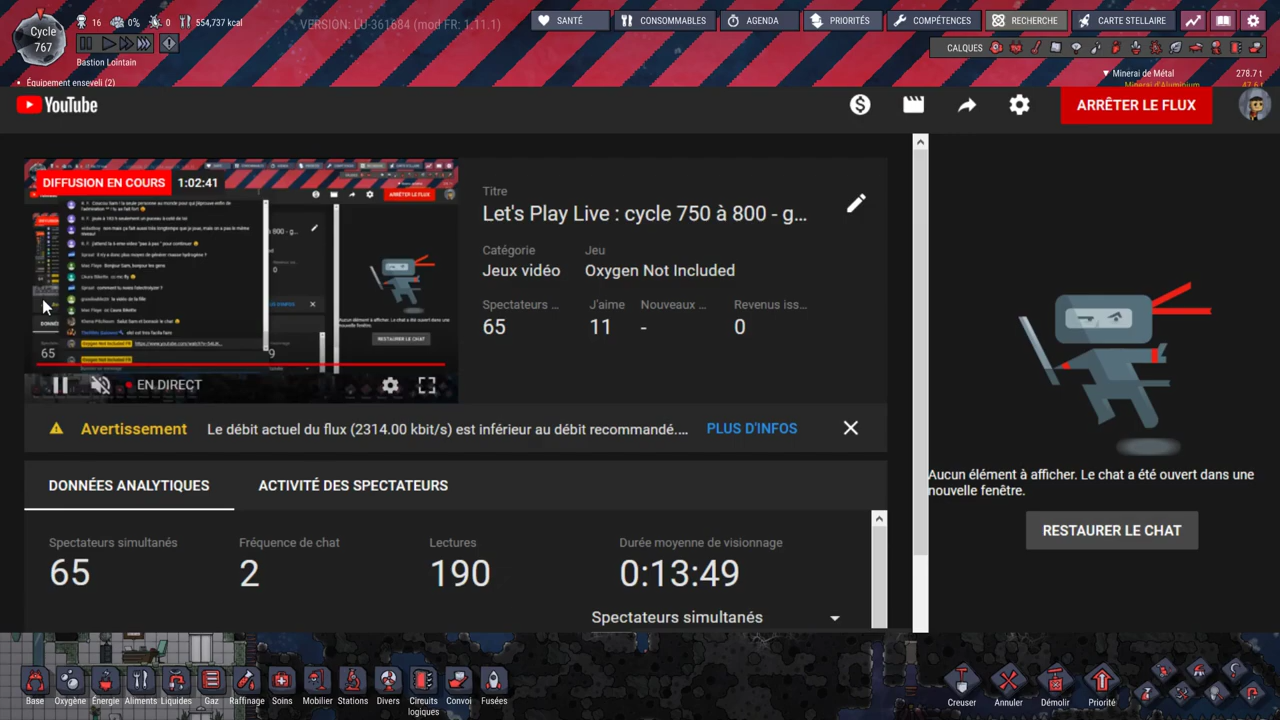 Cycle
767
16
0%
0
554,737 kcal
VERSION: LU-361684 (mod FR: 1.11.1)
SANTÉ
CONSOMMABLES
AGENDA
PRIORITÉS
COMPÉTENCES
RECHERCHE
CARTE STELLAIRE
CALQUES
Bastion Lointain
Équipement enseveli (2)
Minerai de Métal
278.7 t
Minerai d'Aluminium
47.6 t
YouTube
ARRÊTER LE FLUX
DIFFUSION EN COURS
1:02:41
EN DIRECT
Titre
Let's Play Live : cycle 750 à 800 - g...
Catégorie
Jeu
Jeux vidéo
Oxygen Not Included
Spectateurs ...
J'aime
Nouveaux ...
Revenus iss...
65
11
-
0
Avertissement
Le débit actuel du flux (2314.00 kbit/s) est inférieur au débit recommandé....
PLUS D'INFOS
DONNÉES ANALYTIQUES
ACTIVITÉ DES SPECTATEURS
Spectateurs simultanés
Fréquence de chat
Lectures
Durée moyenne de visionnage
65
2
190
0:13:49
Spectateurs simultanés
Aucun élément à afficher. Le chat a été ouvert dans une
nouvelle fenêtre.
RESTAURER LE CHAT
Base
Oxygène
Énergie
Aliments
Liquides
Gaz
Raffinage
Soins
Mobilier
Stations
Divers
Circuits
logiques
Convoi
Fusées
Creuser
Annuler
Démolir
Priorité